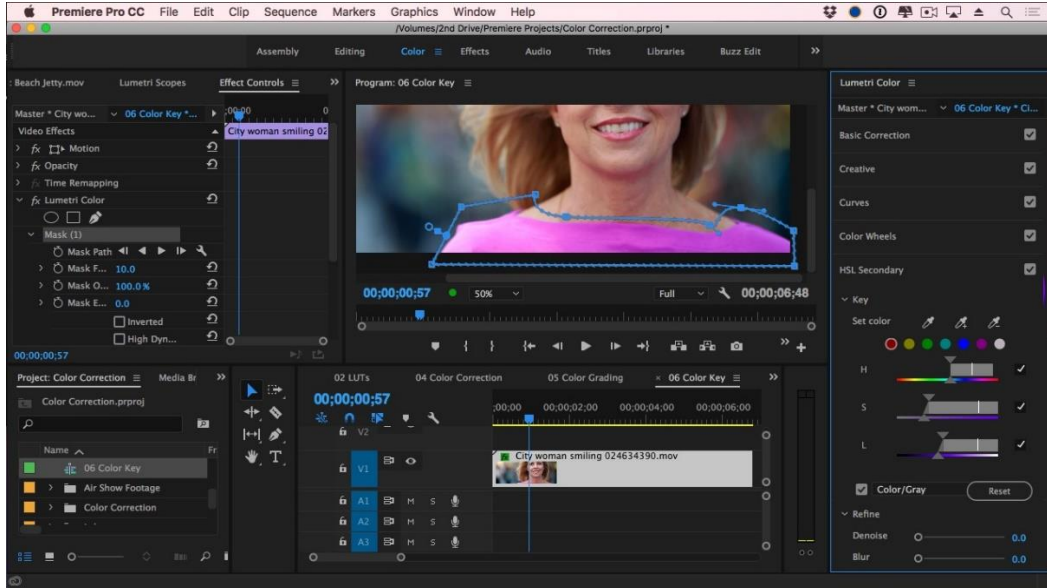 Premiere Pro CC File Edit Clip Sequence Markers Graphics Window Help
/Volumes/2nd Drive/Premiere Projects/Color Correction.prproj *
Assembly Editing Color Effects Audio Titles Libraries Buzz Edit
: Beach Jetty.mov Lumetri Scopes Effect Controls
Master * City wo... 06 Color Key *...
;00;00 0
Video Effects
City woman smiling 02
fx Motion
fx Opacity
fx Time Remapping
fx Lumetri Color
Mask (1)
Mask Path
Mask F... 10.0
Mask O... 100.0 %
Mask E... 0.0
Inverted
High Dyn...
00;00;00;57
Program: 06 Color Key
00;00;00;57 50% Full 00;00;06;48
Lumetri Color
Master * City wom... 06 Color Key * Ci...
Basic Correction
Creative
Curves
Color Wheels
HSL Secondary
Key
Set color
H
S
L
Color/Gray Reset
Refine
Denoise 0.0
Blur 0.0
Project: Color Correction Media Br
Color Correction.prproj
Name Fr
06 Color Key
Air Show Footage
Color Correction
T
02 LUTs 04 Color Correction 05 Color Grading × 06 Color Key
00;00;00;57
;00;00 00;00;02;00 00;00;04;00 00;00;06;00
V2
V1
City woman smiling 024634390.mov
A1 M S
A2 M S
A3 M S